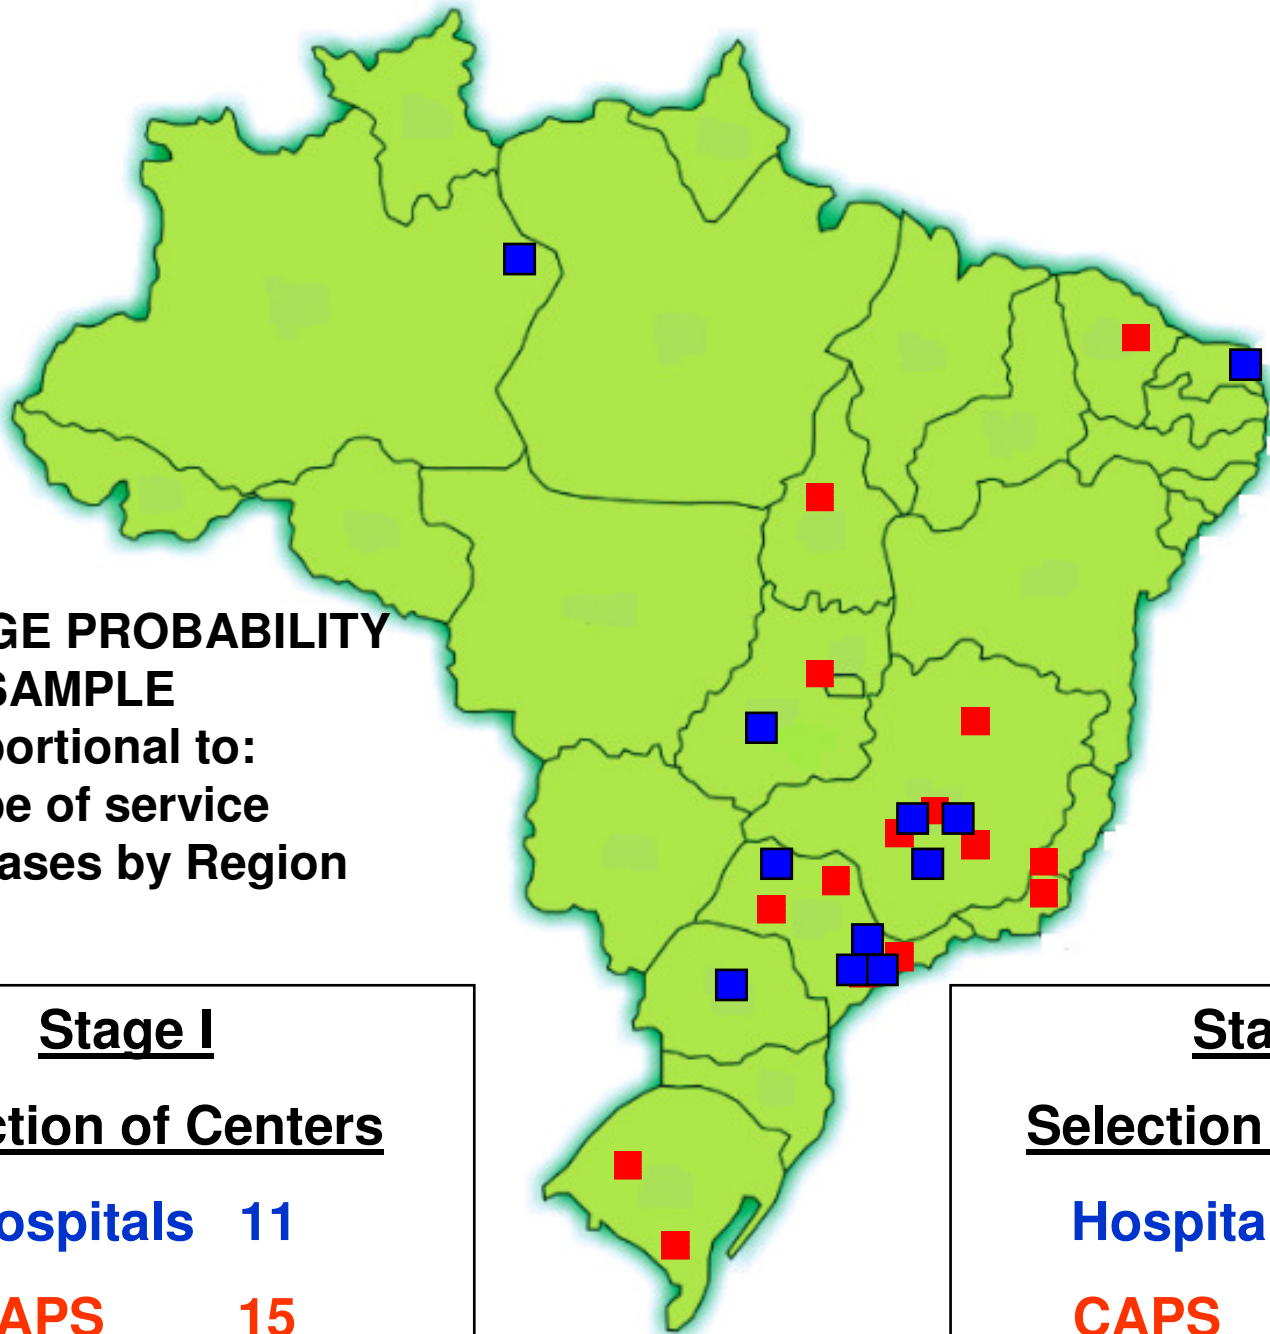 GE PROBABILITY
SAMPLE
portional to:
pe of service
ases by Region
Stage I
ction of Centers
ospitals 11
APS 15
Sta
Selection
Hospita
CAPS